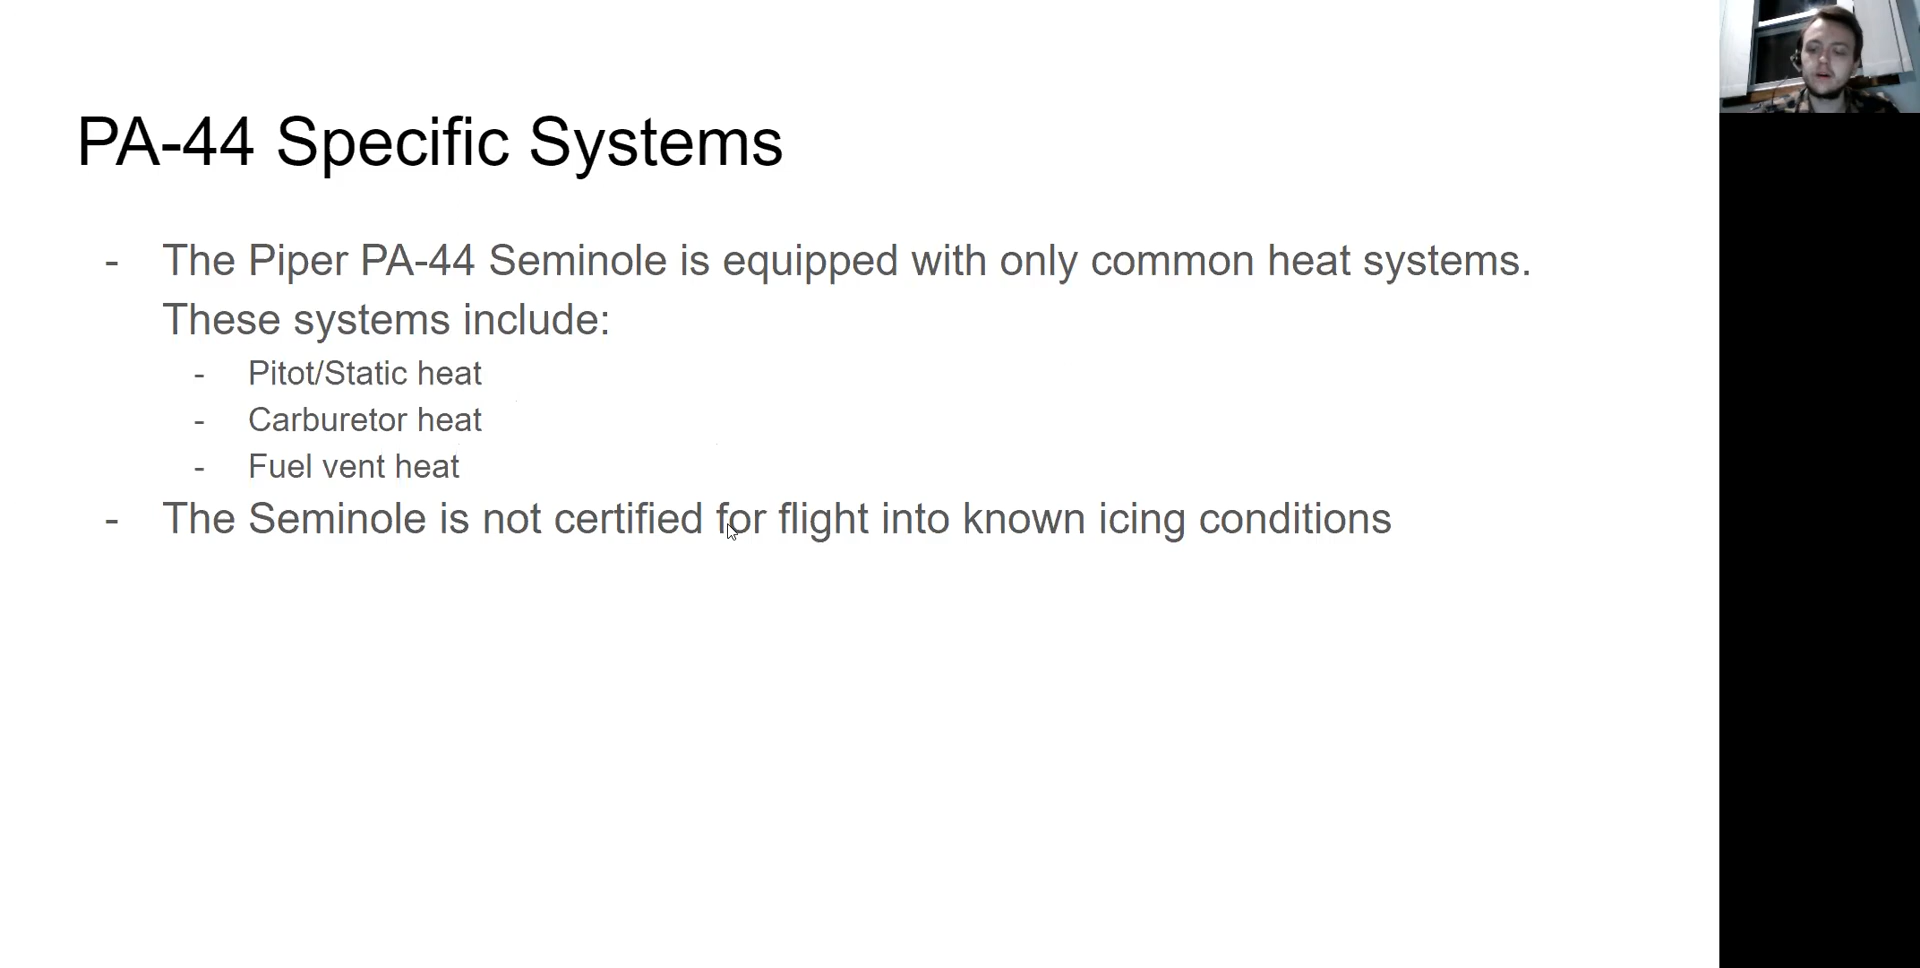 PA-44 Specific Systems
- The Piper PA-44 Seminole is equipped with only common heat systems.
These systems include:
- Pitot/Static heat
- Carburetor heat
- Fuel vent heat
- The Seminole is not certified for flight into known icing conditions